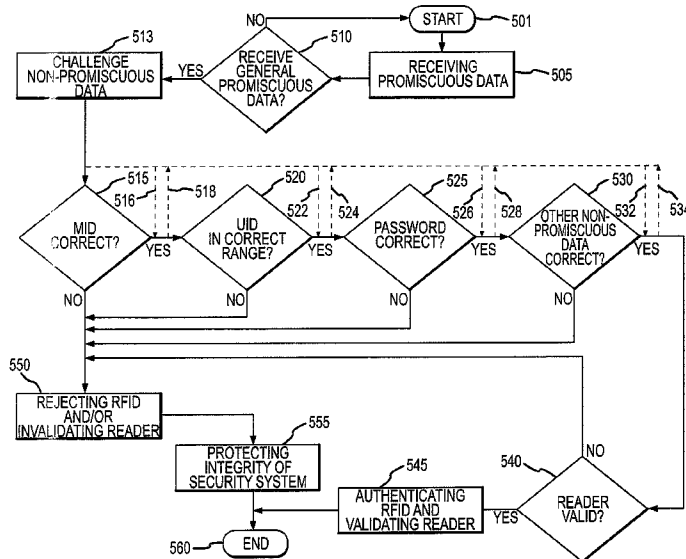 START
501
NO
510
513
CHALLENGE
NON-PROMISCUOUS
DATA
YES
RECEIVE
GENERAL
PROMISCUOUS
DATA?
RECEIVING
PROMISCUOUS DATA
505
515
516
518
520
522
524
525
526
528
530
532
534
MID
CORRECT?
YES
UID
IN CORRECT
RANGE?
YES
PASSWORD
CORRECT?
YES
OTHER NON-
PROMISCUOUS
DATA
CORRECT?
YES
NO
NO
NO
NO
550
REJECTING RFID
AND/OR
INVALIDATING READER
555
PROTECTING
INTEGRITY OF
SECURITY SYSTEM
545
AUTHENTICATING
RFID AND
VALIDATING READER
NO
540
YES
READER
VALID?
560
END